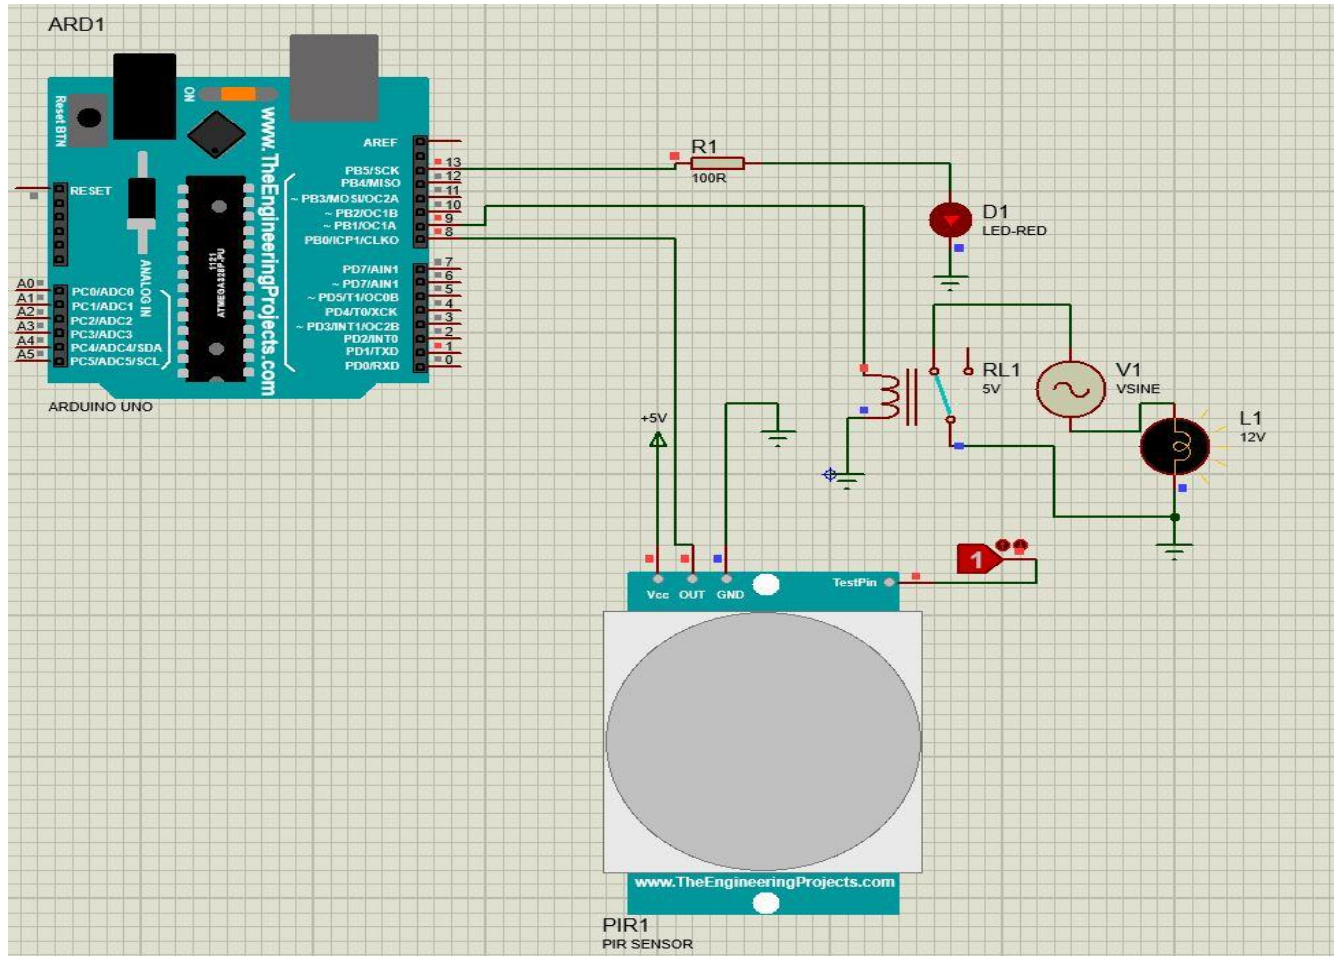 ARD1
Reset BTN
ON
www.TheEngineeringProjects.com
RESET
ANALOG IN
1121
ATMEGA328P-PU
A0
A1
A2
A3
A4
A5
PC0/ADC0
PC1/ADC1
PC2/ADC2
PC3/ADC3
PC4/ADC4/SDA
PC5/ADC5/SCL
AREF
PB5/SCK 13
PB4/MISO 12
~ PB3/MOSI/OC2A 11
~ PB2/OC1B 10
~ PB1/OC1A 9
PB0/ICP1/CLKO 8
PD7/AIN1 7
~ PD7/AIN1 6
~ PD5/T1/OC0B 5
PD4/T0/XCK 4
~ PD3/INT1/OC2B 3
PD2/INT0 2
PD1/TXD 1
PD0/RXD 0
ARDUINO UNO
R1
100R
D1
LED-RED
RL1
5V
V1
VSINE
L1
12V
+5V
1
Vcc OUT GND TestPin
www.TheEngineeringProjects.com
PIR1
PIR SENSOR